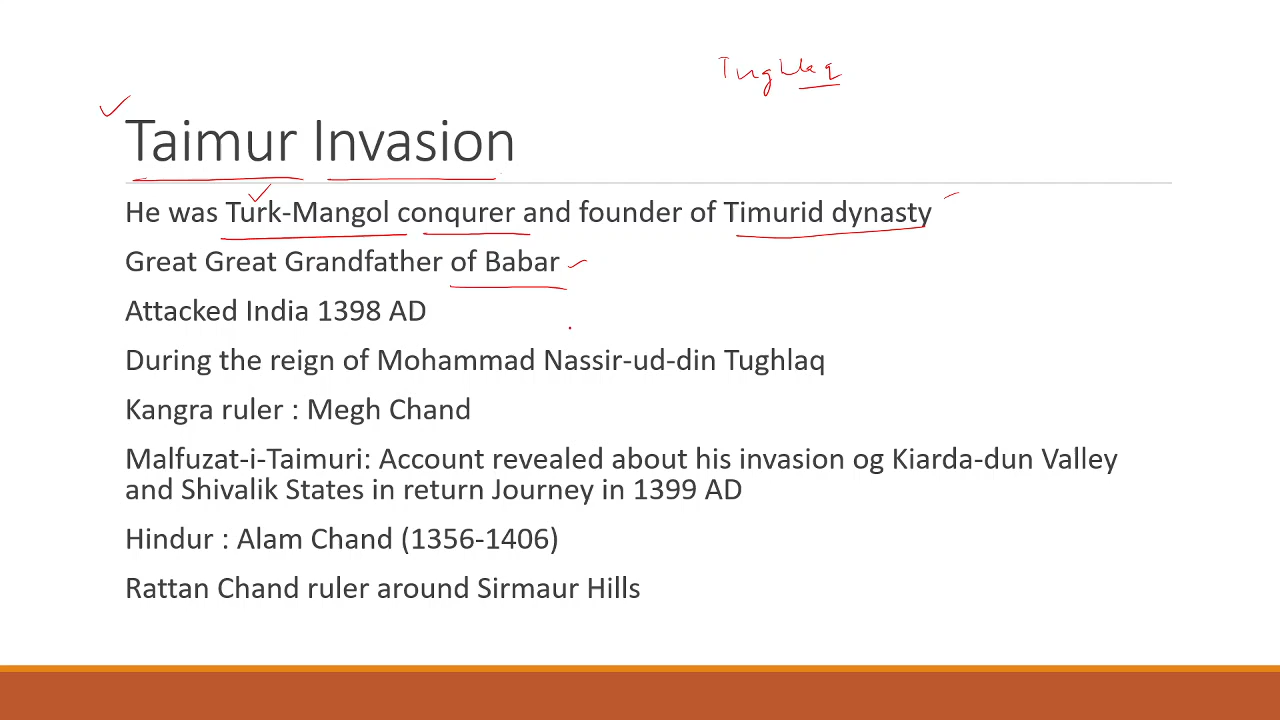 Tughlaq
Taimur Invasion
He was Turk-Mangol conqurer and founder of Timurid dynasty
Great Great Grandfather of Babar
Attacked India 1398 AD
During the reign of Mohammad Nassir-ud-din Tughlaq
Kangra ruler : Megh Chand
Malfuzat-i-Taimuri: Account revealed about his invasion og Kiarda-dun Valley
and Shivalik States in return Journey in 1399 AD
Hindur : Alam Chand (1356-1406)
Rattan Chand ruler around Sirmaur Hills